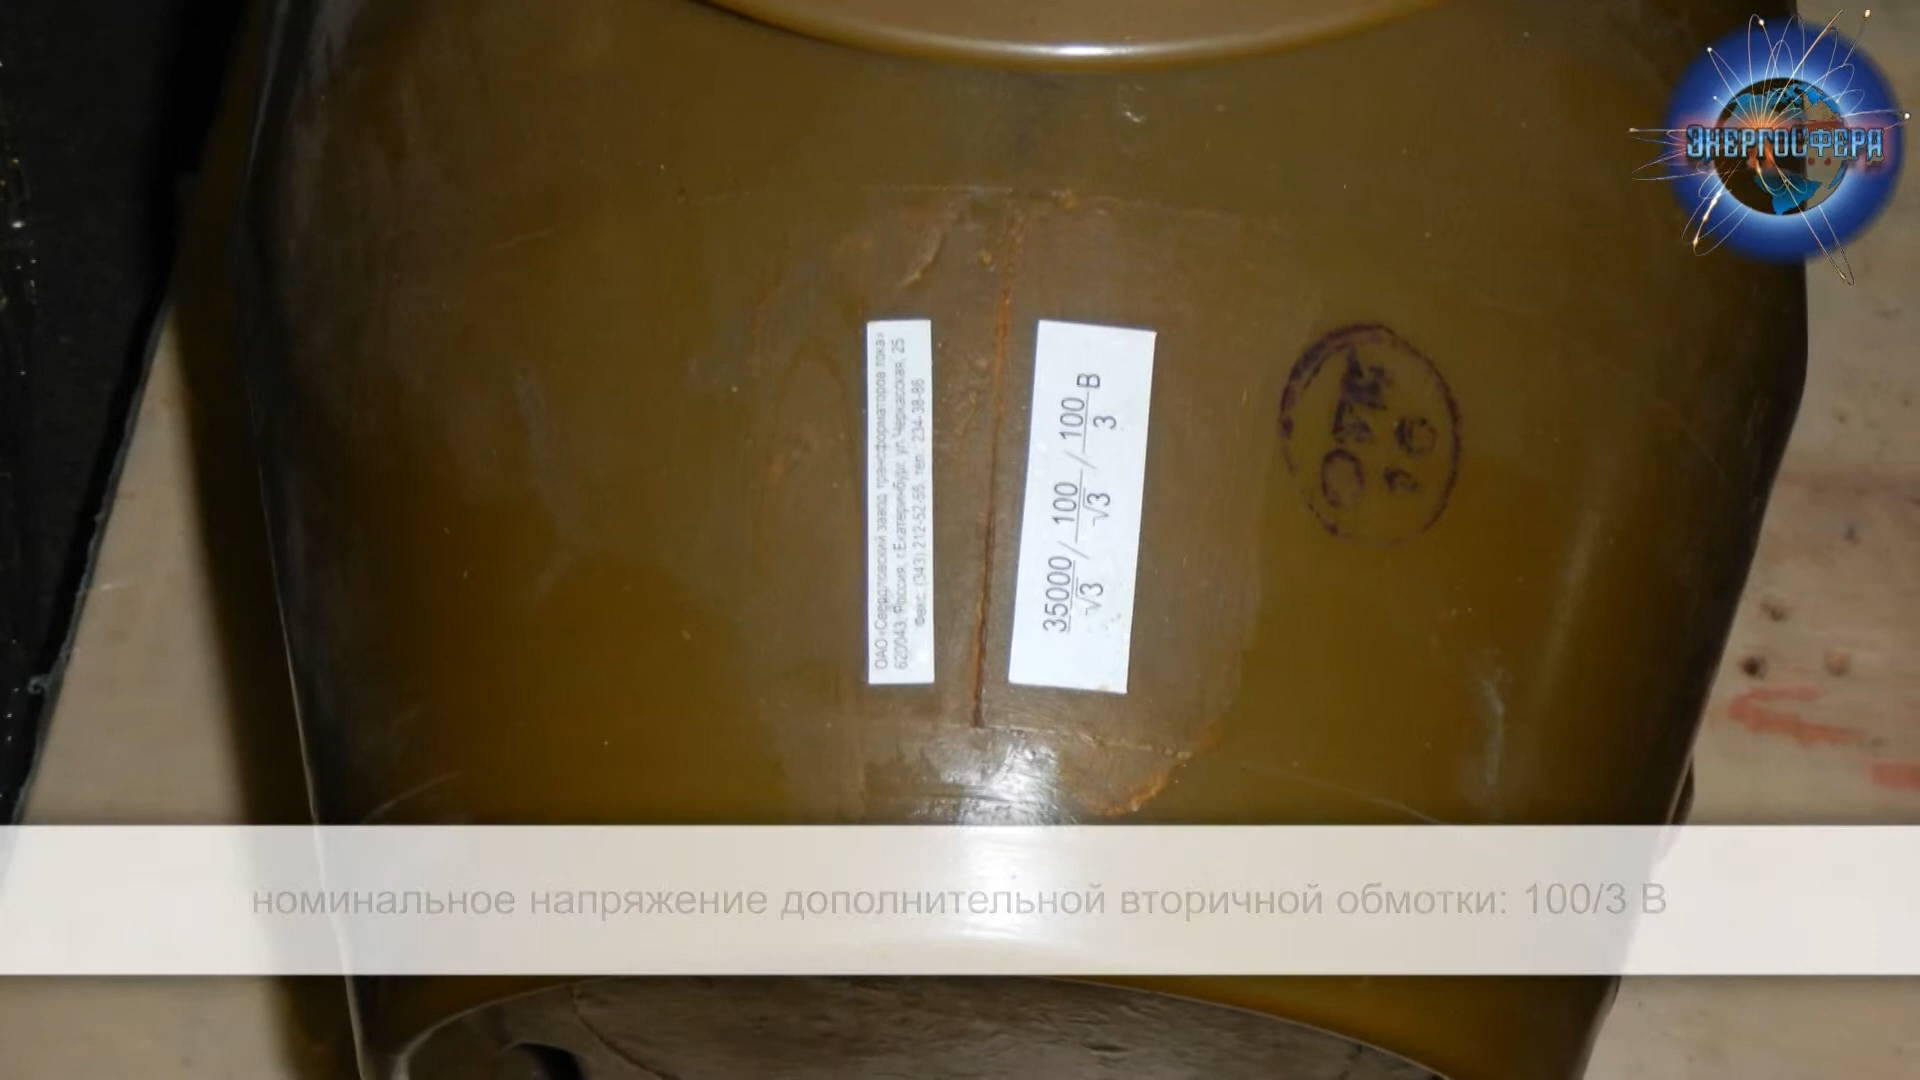 ЭНЕРГОСФЕРА
ОАО «Свердловский завод трансформаторов тока»
620043, Россия, г.Екатеринбург, ул. Черкасская, 25
Факс: (343) 212-52-55, тел.: 234-38-86
35000/√3 / 100/√3 / 100/3 В
номинальное напряжение дополнительной вторичной обмотки: 100/3 В